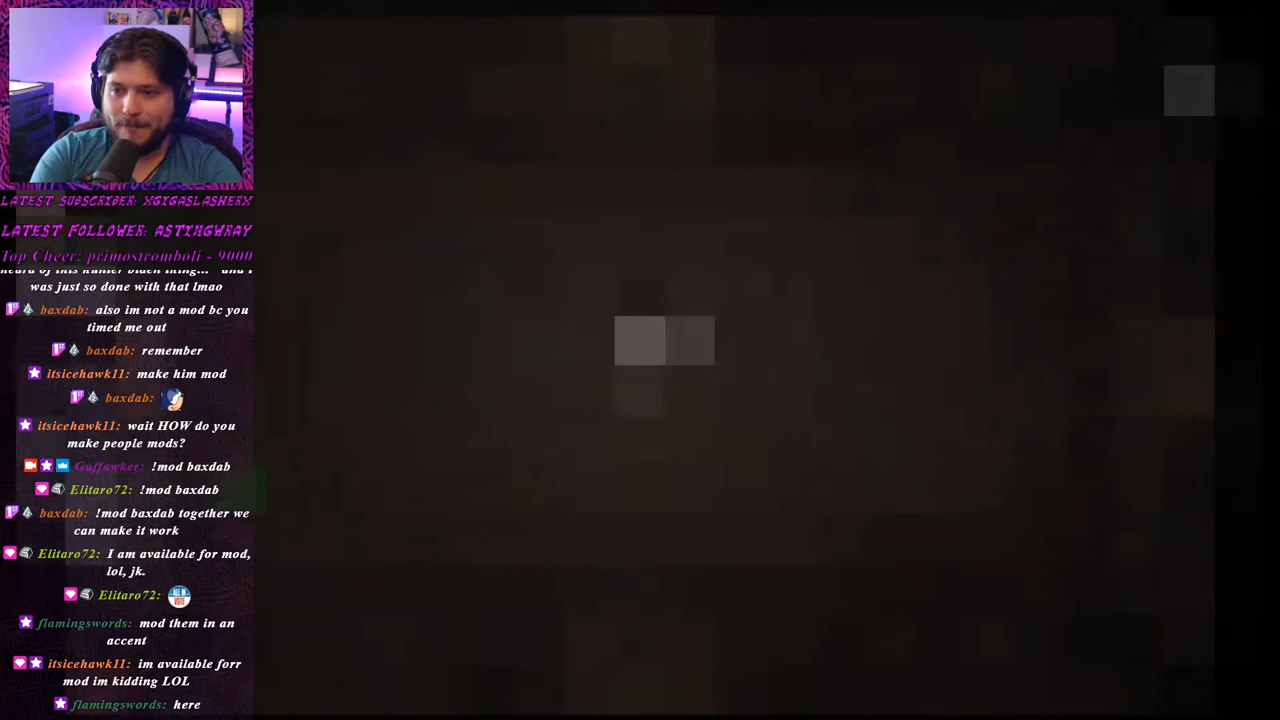 LATEST SUBSCRIBER: XGIGASLASHERX
LATEST FOLLOWER: ASTINGWRAY
Top Cheer: primostromboli - 9000
was just so done with that lmao
baxdab: also im not a mod bc you
timed me out
baxdab: remember
itsicehawk11: make him mod
baxdab:
itsicehawk11: wait HOW do you
make people mods?
Guffawker: !mod baxdab
Elitaro72: !mod baxdab
baxdab: !mod baxdab together we
can make it work
Elitaro72: I am available for mod,
lol, jk.
Elitaro72: ALL IN VOTE
flamingswords: mod them in an
accent
itsicehawk11: im available forr
mod im kidding LOL
flamingswords: here